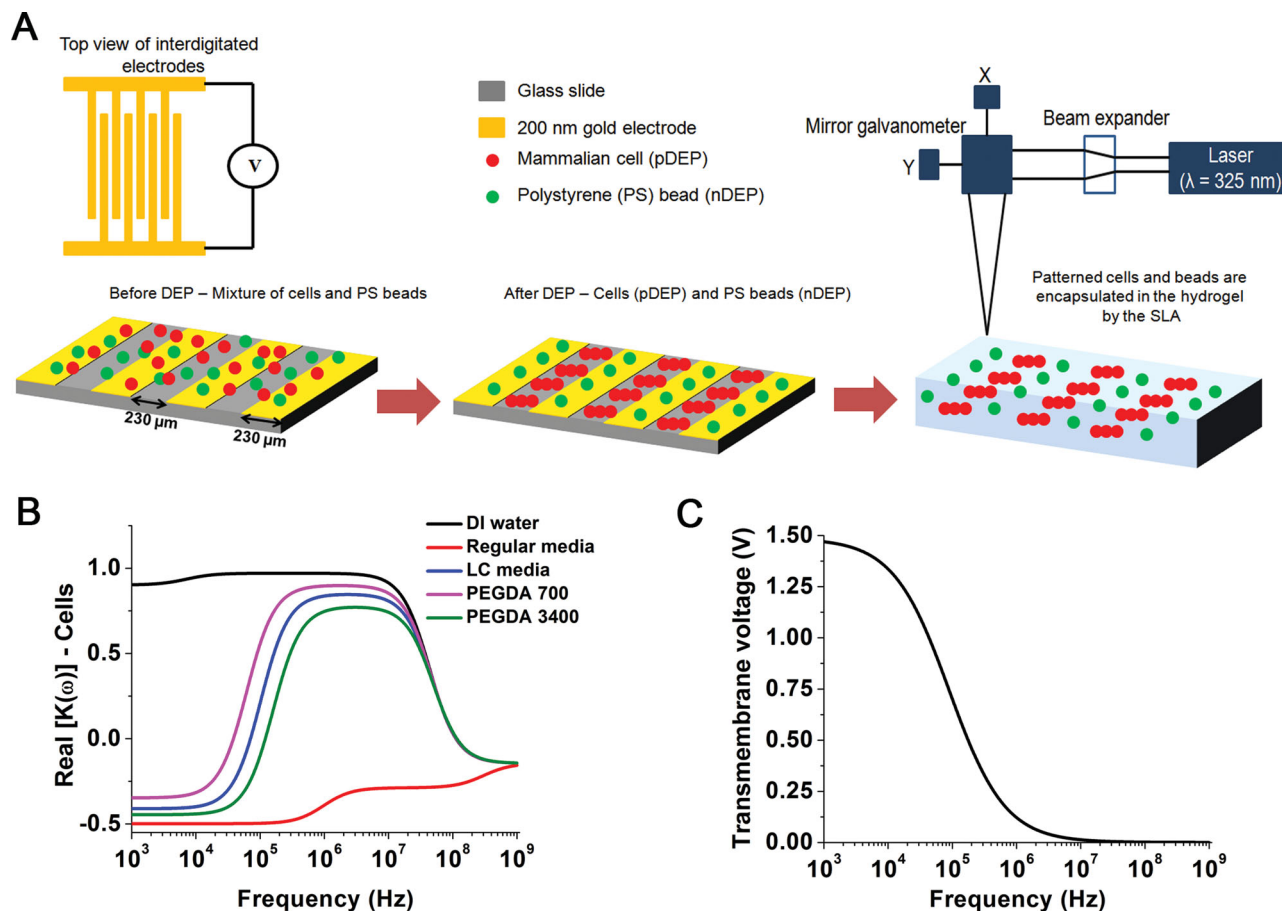 A
Top view of interdigitated
electrodes
V
Glass slide
200 nm gold electrode
Mammalian cell (pDEP)
Polystyrene (PS) bead (nDEP)
X
Mirror galvanometer
Beam expander
Y
Laser
(λ = 325 nm)
Before DEP – Mixture of cells and PS beads
After DEP – Cells (pDEP) and PS beads (nDEP)
Patterned cells and beads are
encapsulated in the hydrogel
by the SLA
230 µm
230 µm
B
Real [K(ω)] - Cells
1.0
0.5
0.0
-0.5
DI water
Regular media
LC media
PEGDA 700
PEGDA 3400
10³ 10⁴ 10⁵ 10⁶ 10⁷ 10⁸ 10⁹
Frequency (Hz)
C
Transmembrane voltage (V)
1.50
1.25
1.00
0.75
0.50
0.25
0.00
10³ 10⁴ 10⁵ 10⁶ 10⁷ 10⁸ 10⁹
Frequency (Hz)